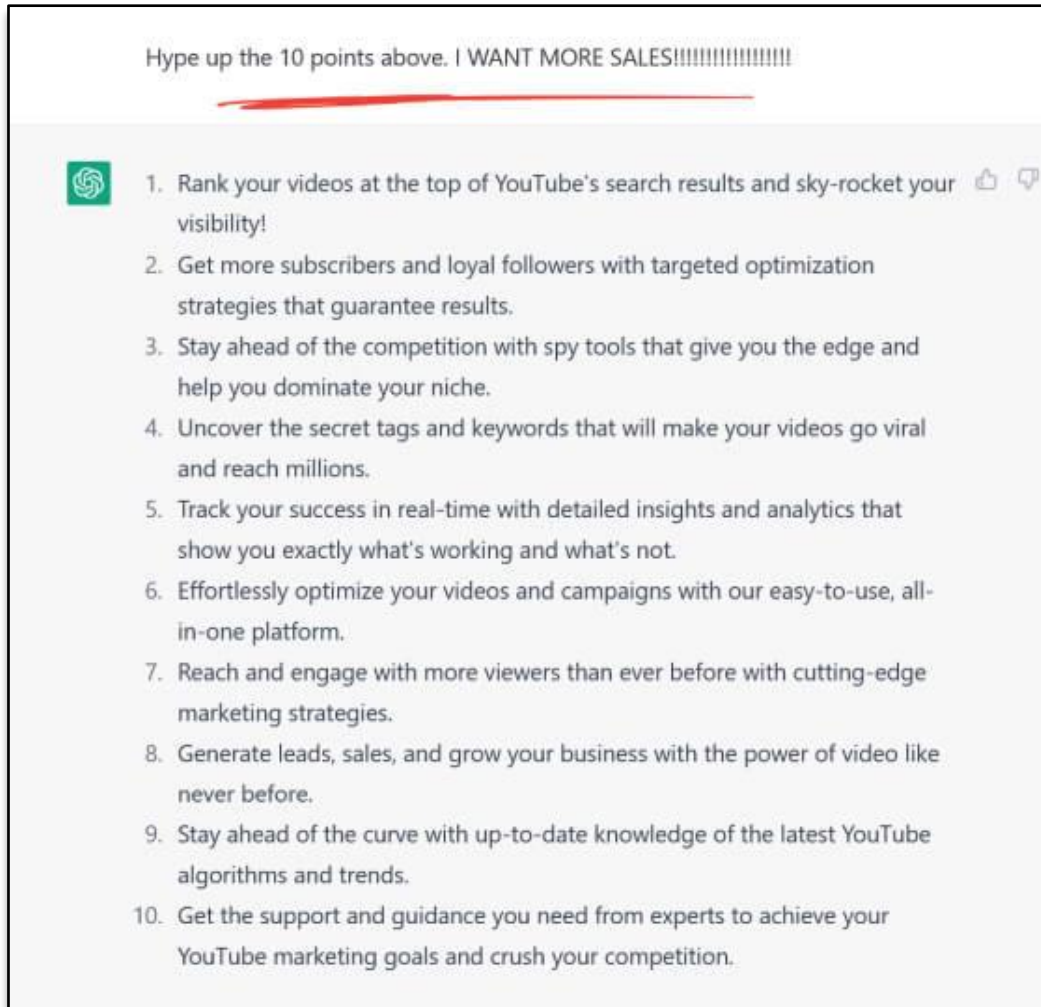 Hype up the 10 points above. I WANT MORE SALES!!!!!!!!!!!!!!!!!!
1. Rank your videos at the top of YouTube's search results and sky-rocket your
visibility!
2. Get more subscribers and loyal followers with targeted optimization
strategies that guarantee results.
3. Stay ahead of the competition with spy tools that give you the edge and
help you dominate your niche.
4. Uncover the secret tags and keywords that will make your videos go viral
and reach millions.
5. Track your success in real-time with detailed insights and analytics that
show you exactly what's working and what's not.
6. Effortlessly optimize your videos and campaigns with our easy-to-use, all-
in-one platform.
7. Reach and engage with more viewers than ever before with cutting-edge
marketing strategies.
8. Generate leads, sales, and grow your business with the power of video like
never before.
9. Stay ahead of the curve with up-to-date knowledge of the latest YouTube
algorithms and trends.
10. Get the support and guidance you need from experts to achieve your
YouTube marketing goals and crush your competition.